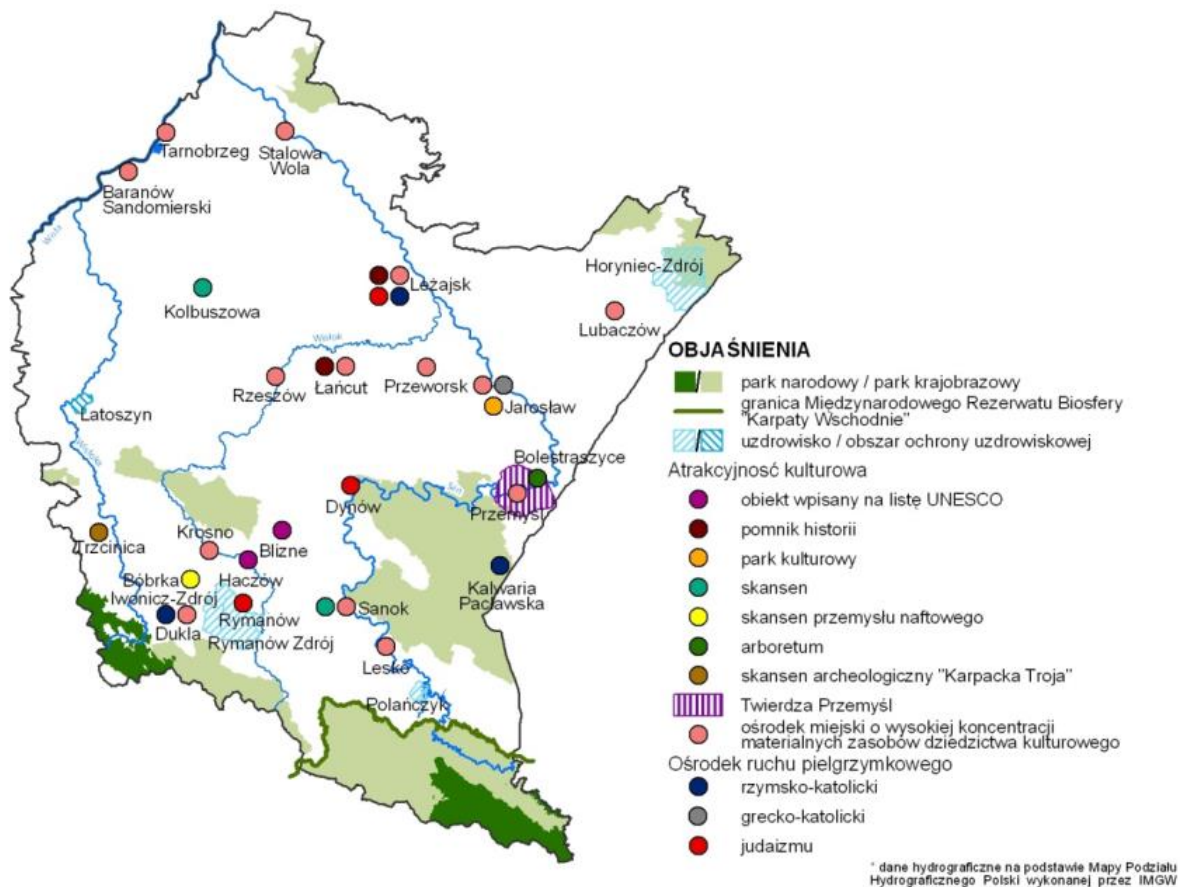 Tarnobrzeg
Stalowa
Wola
Baranów
Sandomierski
Wisła
Horyniec-Zdrój
Leżajsk
Kolbuszowa
Lubaczów
Wisłok
Rzeszów
Łańcut
Przeworsk
Jarosław
Latoszyn
Wisłoka
Bolestraszyce
San
Dynów
Przemyśl
Trzcinica
Krosno
Blizne
Haczów
Kalwaria
Pacławska
Bóbrka
Iwonicz-Zdrój
Rymanów
Dukla
Rymanów Zdrój
Sanok
Lesko
Polańczyk
OBJAŚNIENIA
park narodowy / park krajobrazowy
granica Międzynarodowego Rezerwatu Biosfery
"Karpaty Wschodnie"
uzdrowisko / obszar ochrony uzdrowiskowej
Atrakcyjność kulturowa
obiekt wpisany na listę UNESCO
pomnik historii
park kulturowy
skansen
skansen przemysłu naftowego
arboretum
skansen archeologiczny "Karpacka Troja"
Twierdza Przemyśl
ośrodek miejski o wysokiej koncentracji
materialnych zasobów dziedzictwa kulturowego
Ośrodek ruchu pielgrzymkowego
rzymsko-katolicki
grecko-katolicki
judaizmu
* dane hydrograficzne na podstawie Mapy Podziału
Hydrograficznego Polski wykonanej przez IMGW